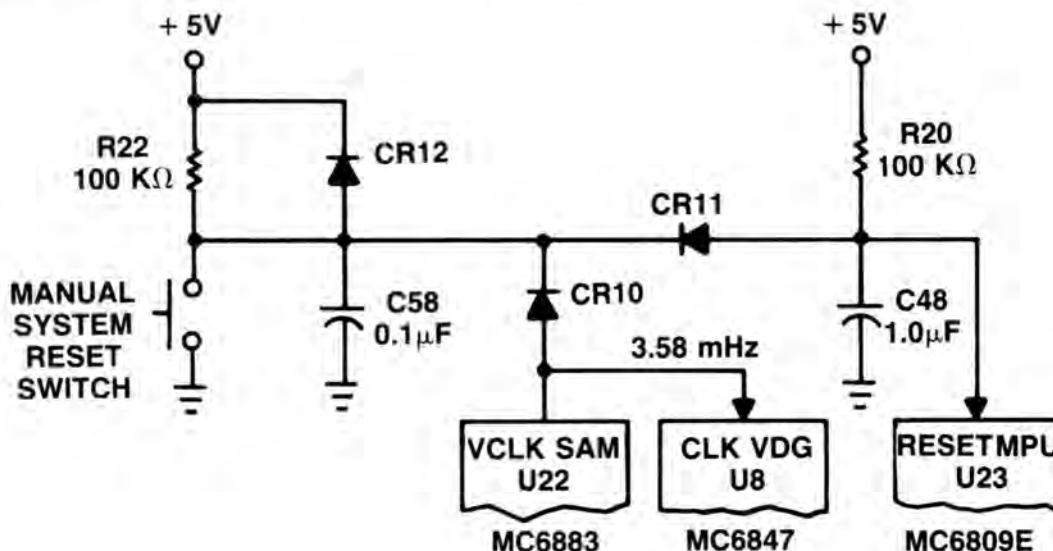 + 5V
+ 5V
R22
100 KΩ
CR12
R20
100 KΩ
CR11
MANUAL
SYSTEM
RESET
SWITCH
C58
0.1µF
CR10
C48
1.0µF
3.58 mHz
VCLK SAM
U22
CLK VDG
U8
RESETMPU
U23
MC6883
MC6847
MC6809E